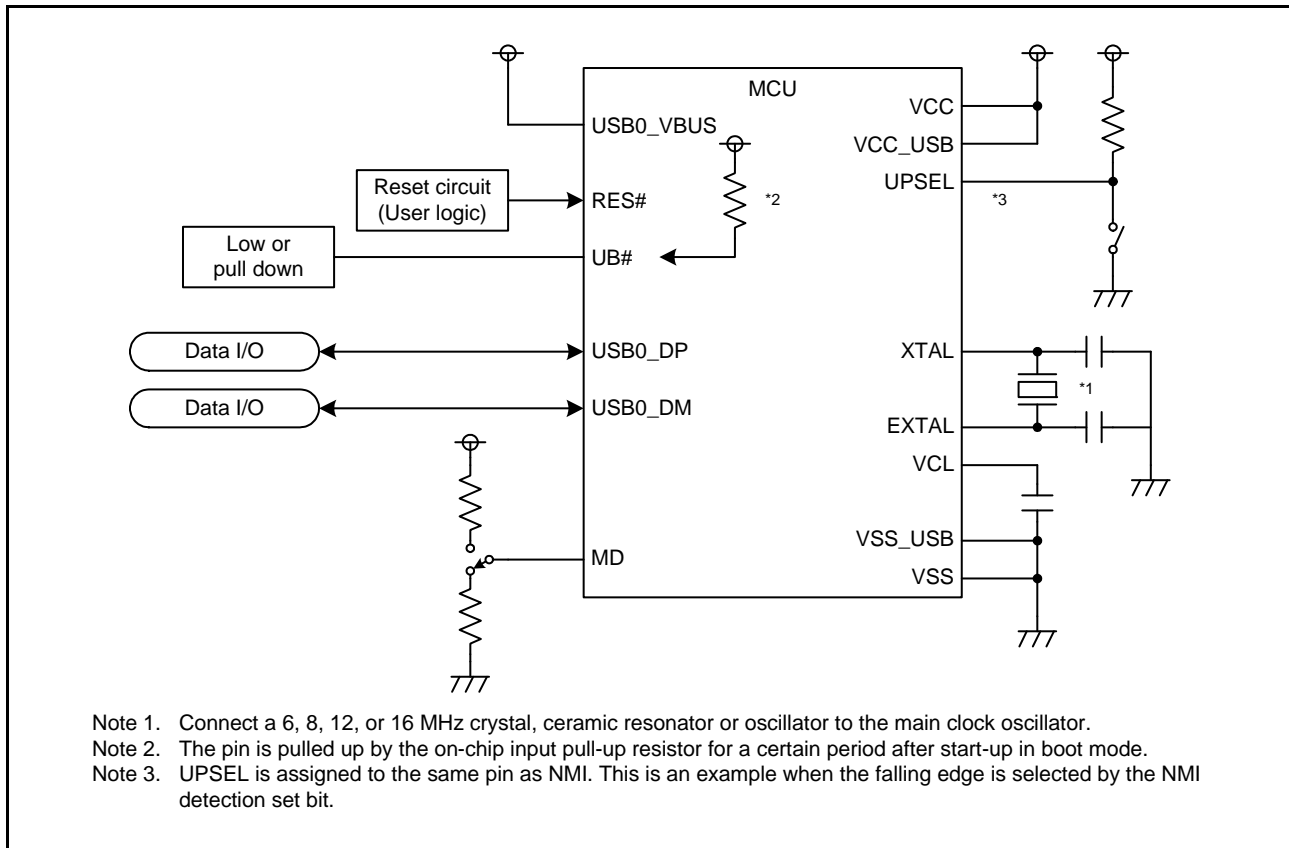 MCU
USB0_VBUS
VCC
VCC_USB
UPSEL
*3
Reset circuit
(User logic)
RES#
*2
Low or
pull down
UB#
Data I/O
USB0_DP
XTAL
*1
Data I/O
USB0_DM
EXTAL
VCL
VSS_USB
MD
VSS
Note 1. Connect a 6, 8, 12, or 16 MHz crystal, ceramic resonator or oscillator to the main clock oscillator.
Note 2. The pin is pulled up by the on-chip input pull-up resistor for a certain period after start-up in boot mode.
Note 3. UPSEL is assigned to the same pin as NMI. This is an example when the falling edge is selected by the NMI
detection set bit.